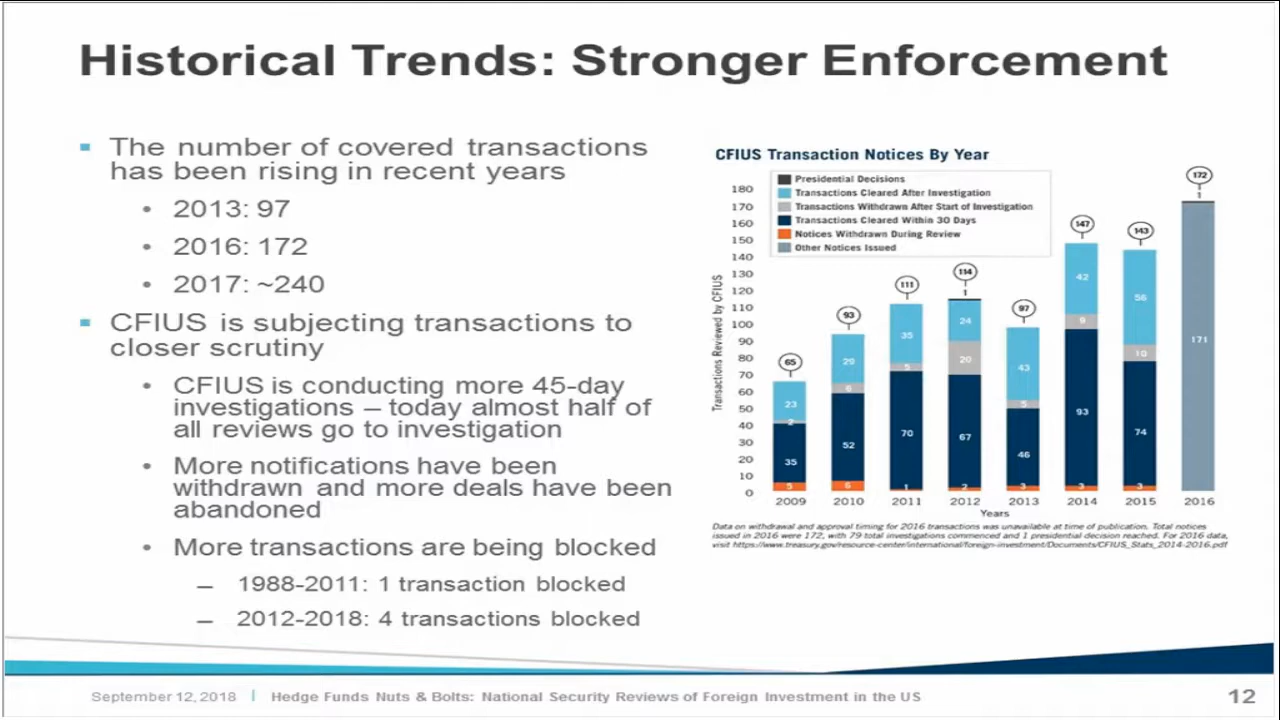 Historical Trends: Stronger Enforcement
▪ The number of covered transactions
has been rising in recent years
• 2013: 97
• 2016: 172
• 2017: ~240
▪ CFIUS is subjecting transactions to
closer scrutiny
• CFIUS is conducting more 45-day
investigations – today almost half of
all reviews go to investigation
• More notifications have been
withdrawn and more deals have been
abandoned
• More transactions are being blocked
– 1988-2011: 1 transaction blocked
– 2012-2018: 4 transactions blocked
CFIUS Transaction Notices By Year
Presidential Decisions
Transactions Cleared After Investigation
Transactions Withdrawn After Start of Investigation
Transactions Cleared Within 30 Days
Notices Withdrawn During Review
Other Notices Issued
Transactions Reviewed by CFIUS
180
170
160
150
140
130
120
110
100
90
80
70
60
50
40
30
20
10
0
65
23
2
35
5
93
29
6
52
6
111
35
5
70
1
114
1
24
20
67
2
97
43
5
46
3
147
42
9
93
3
143
56
10
74
3
172
1
171
2009 2010 2011 2012 2013 2014 2015 2016
Years
Data on withdrawal and approval timing for 2016 transactions was unavailable at time of publication. Total notices
issued in 2016 were 172, with 79 total investigations commenced and 1 presidential decision reached. For 2016 data,
visit https://www.treasury.gov/resource-center/international/foreign-investment/Documents/CFIUS_Stats_2014-2016.pdf
September 12, 2018 | Hedge Funds Nuts & Bolts: National Security Reviews of Foreign Investment in the US
12